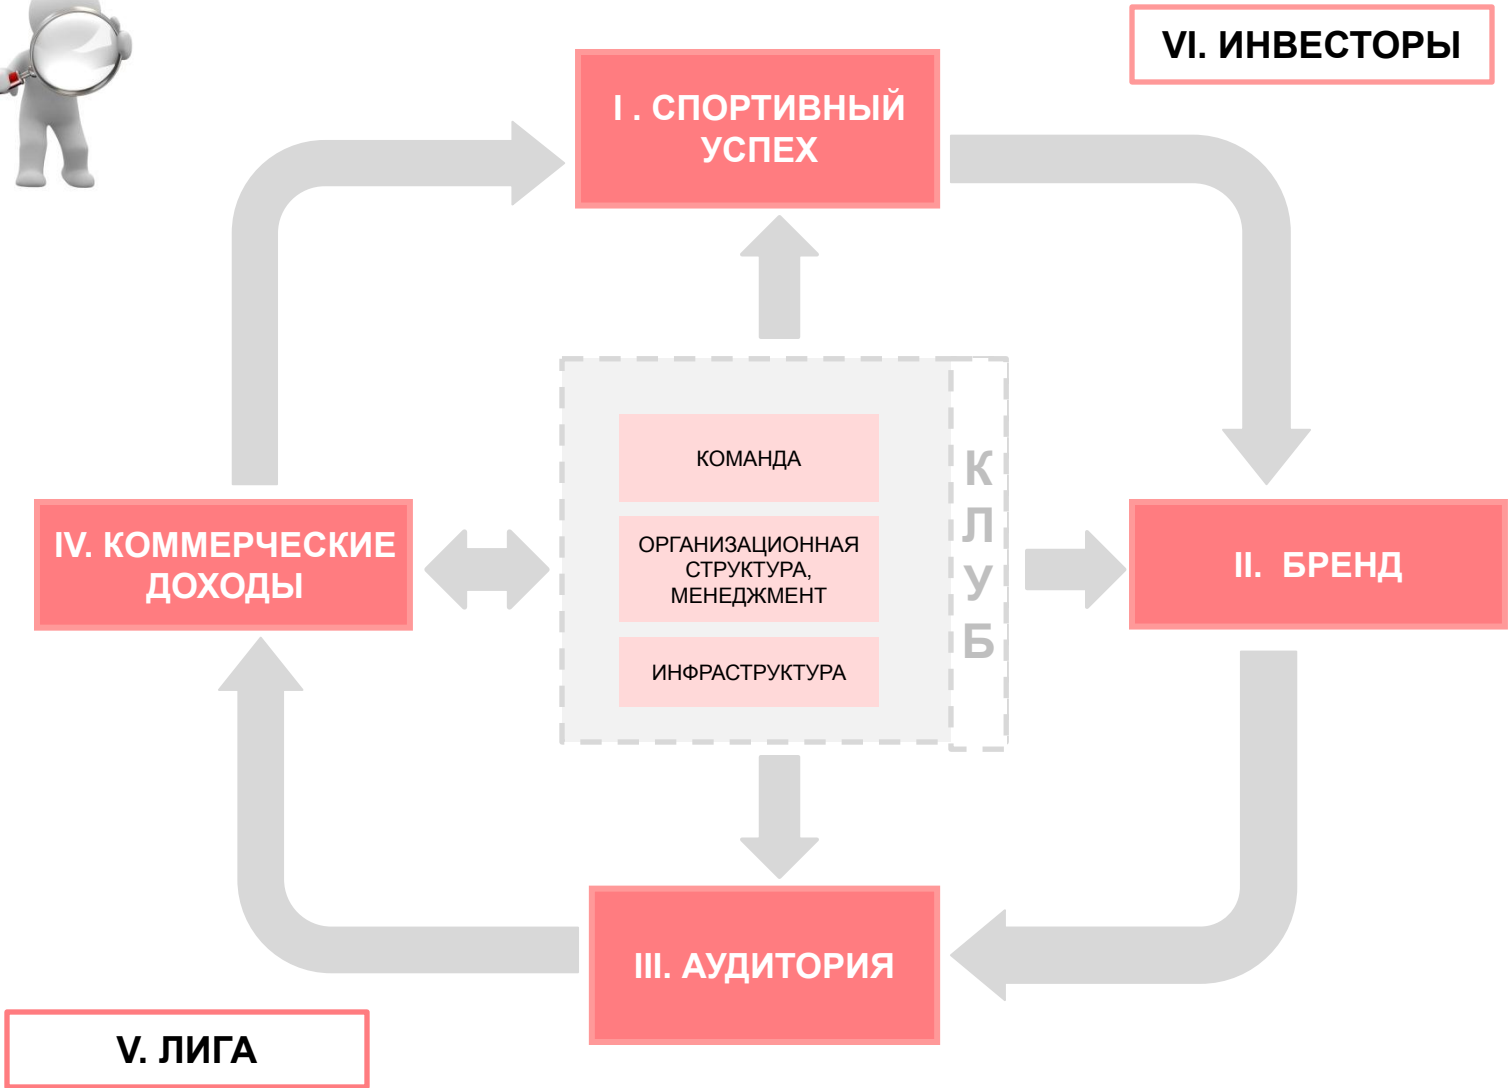 VI. ИНВЕСТОРЫ
I . СПОРТИВНЫЙ
УСПЕХ
КОМАНДА
ОРГАНИЗАЦИОННАЯ
СТРУКТУРА,
МЕНЕДЖМЕНТ
ИНФРАСТРУКТУРА
К
Л
У
Б
IV. КОММЕРЧЕСКИЕ
ДОХОДЫ
II. БРЕНД
III. АУДИТОРИЯ
V. ЛИГА